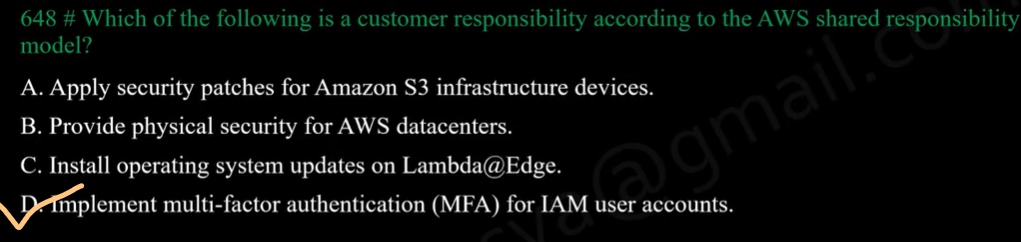 648 # Which of the following is a customer responsibility according to the AWS shared responsibility
model?
A. Apply security patches for Amazon S3 infrastructure devices.
B. Provide physical security for AWS datacenters.
C. Install operating system updates on Lambda@Edge.
D. Implement multi-factor authentication (MFA) for IAM user accounts.
@gmail.co